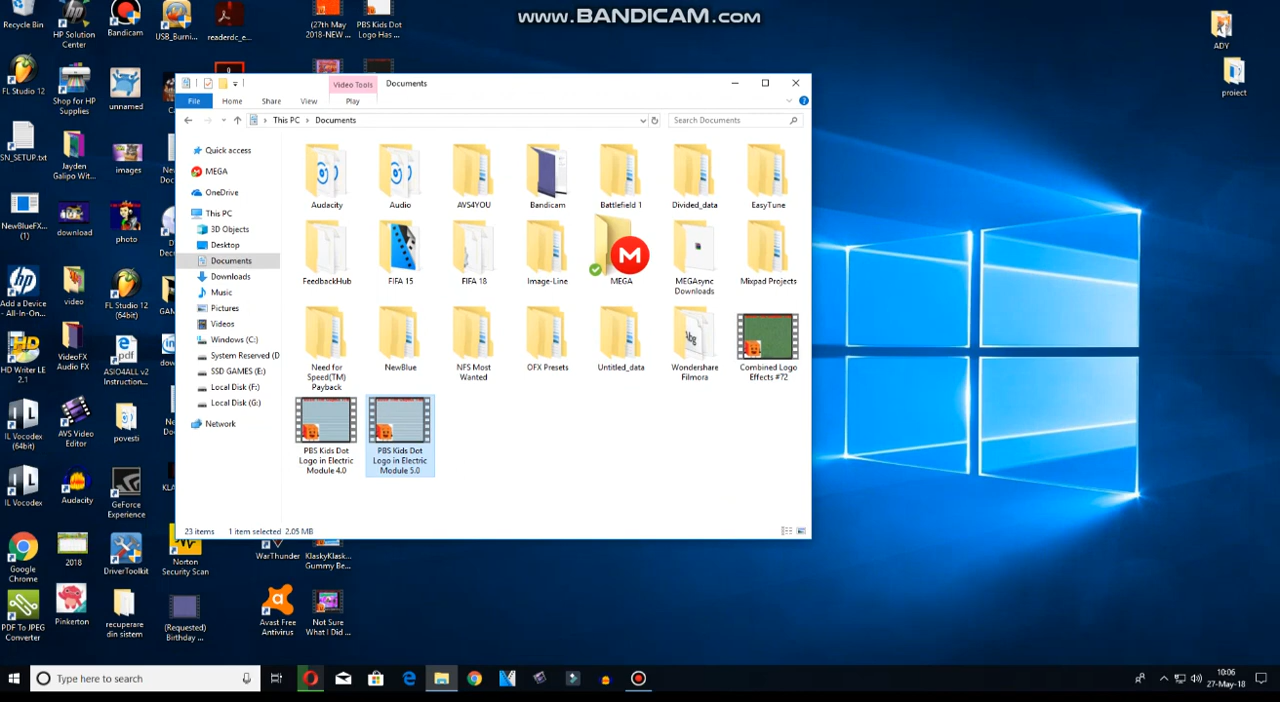 www.BANDICAM.com
Recycle Bin
HP Solution
Center
Bandicam
USB_Burni...
readerdc_e...
(27th May
2018-NEW ...
PBS Kids Dot
Logo Has ...
ADY
proiect
FL Studio 12
Shop for HP
Supplies
unnamed
SN_SETUP.txt
Jayden
Galipo Wit...
images
NewBlueFX...
(1)
download
photo
Add a Device
- All-In-On...
video
FL Studio 12
(64bit)
HD Writer LE
2.1
VideoFX
Audio FX
ASIO4ALL v2
Instruction...
IL Vocodex
(64bit)
AVS Video
Editor
povesti
IL Vocodex
Audacity
GeForce
Experience
Google
Chrome
2018
DriverToolkit
Norton
Security Scan
WarThunder
KlaskyKlask...
Gummy Be...
PDF To JPEG
Converter
Pinkerton
recuperare
din sistem
(Requested)
Birthday ...
Avast Free
Antivirus
Not Sure
What I Did ...
Video Tools
Documents
File
Home
Share
View
Play
This PC > Documents
Search Documents
Quick access
MEGA
OneDrive
This PC
3D Objects
Desktop
Documents
Downloads
Music
Pictures
Videos
Windows (C:)
System Reserved (D
SSD GAMES (E:)
Local Disk (F:)
Local Disk (G:)
Network
Audacity
Audio
AVS4YOU
Bandicam
Battlefield 1
Divided_data
EasyTune
FeedbackHub
FIFA 15
FIFA 18
Image-Line
MEGA
MEGAsync
Downloads
Mixpad Projects
Need for
Speed(TM)
Payback
NewBlue
NFS Most
Wanted
OFX Presets
Untitled_data
Wondershare
Filmora
Combined Logo
Effects #72
PBS Kids Dot
Logo in Electric
Module 4.0
PBS Kids Dot
Logo in Electric
Module 5.0
23 items
1 item selected 2.05 MB
Type here to search
10:06
27-May-18